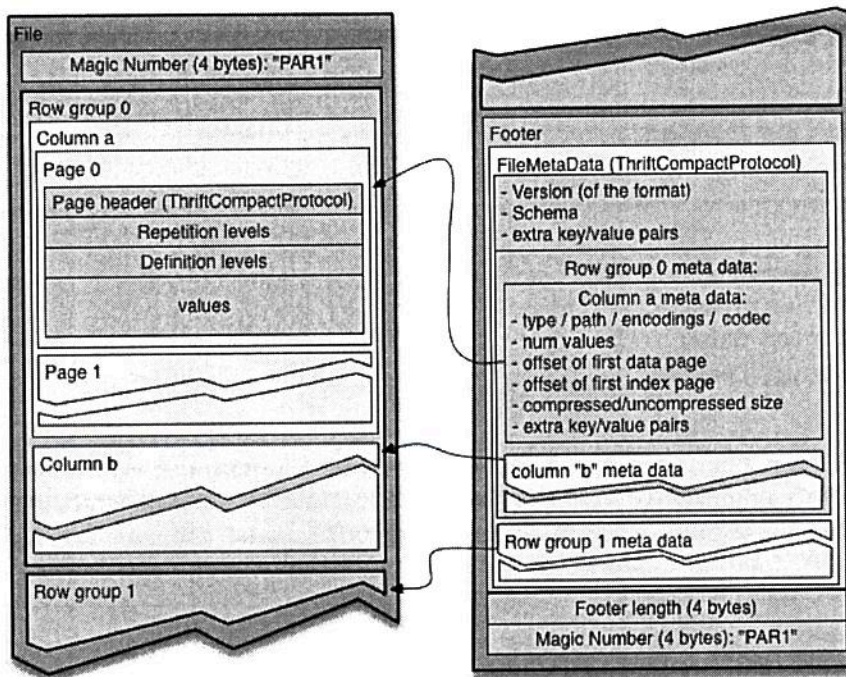 File
Magic Number (4 bytes): "PAR1"
Row group 0
Column a
Page 0
Page header (ThriftCompactProtocol)
Repetition levels
Definition levels
values
Page 1
Column b
Row group 1
Footer
FileMetaData (ThriftCompactProtocol)
- Version (of the format)
- Schema
- extra key/value pairs
Row group 0 meta data:
Column a meta data:
- type / path / encodings / codec
- num values
- offset of first data page
- offset of first index page
- compressed/uncompressed size
- extra key/value pairs
column "b" meta data
Row group 1 meta data
Footer length (4 bytes)
Magic Number (4 bytes): "PAR1"